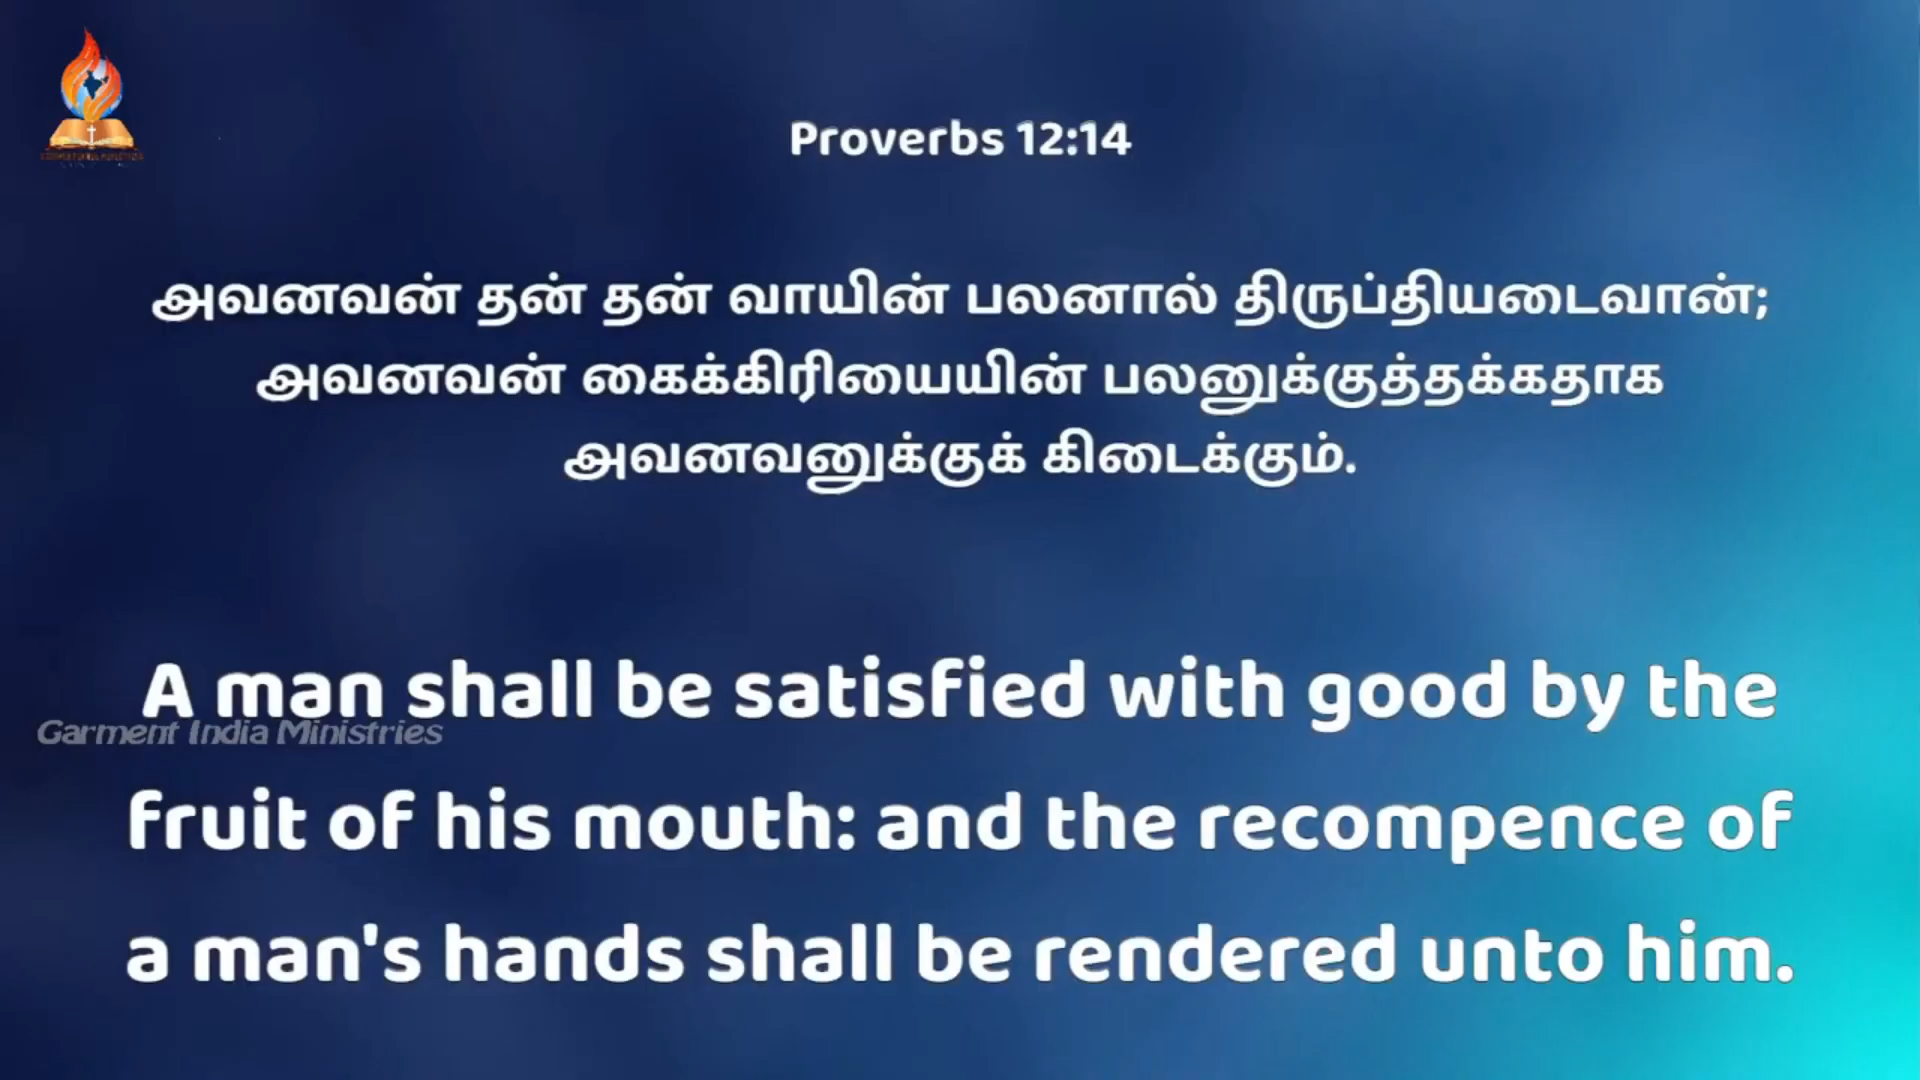 Proverbs 12:14
அவனவன் தன் தன் வாயின் பலனால் திருப்தியடைவான்;
அவனவன் கைக்கிரியையின் பலனுக்குத்தக்கதாக
அவனவனுக்குக் கிடைக்கும்.
A man shall be satisfied with good by the
Garment India Ministries
fruit of his mouth: and the recompence of
a man's hands shall be rendered unto him.